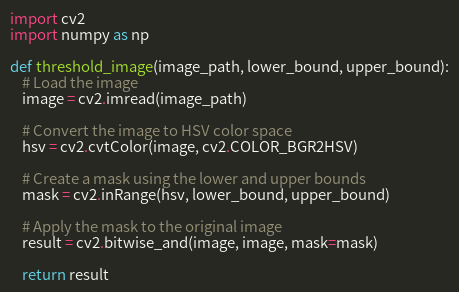 import cv2
import numpy as np
def threshold_image(image_path, lower_bound, upper_bound):
# Load the image
image = cv2.imread(image_path)
# Convert the image to HSV color space
hsv = cv2.cvtColor(image, cv2.COLOR_BGR2HSV)
# Create a mask using the lower and upper bounds
mask = cv2.inRange(hsv, lower_bound, upper_bound)
# Apply the mask to the original image
result = cv2.bitwise_and(image, image, mask=mask)
return result